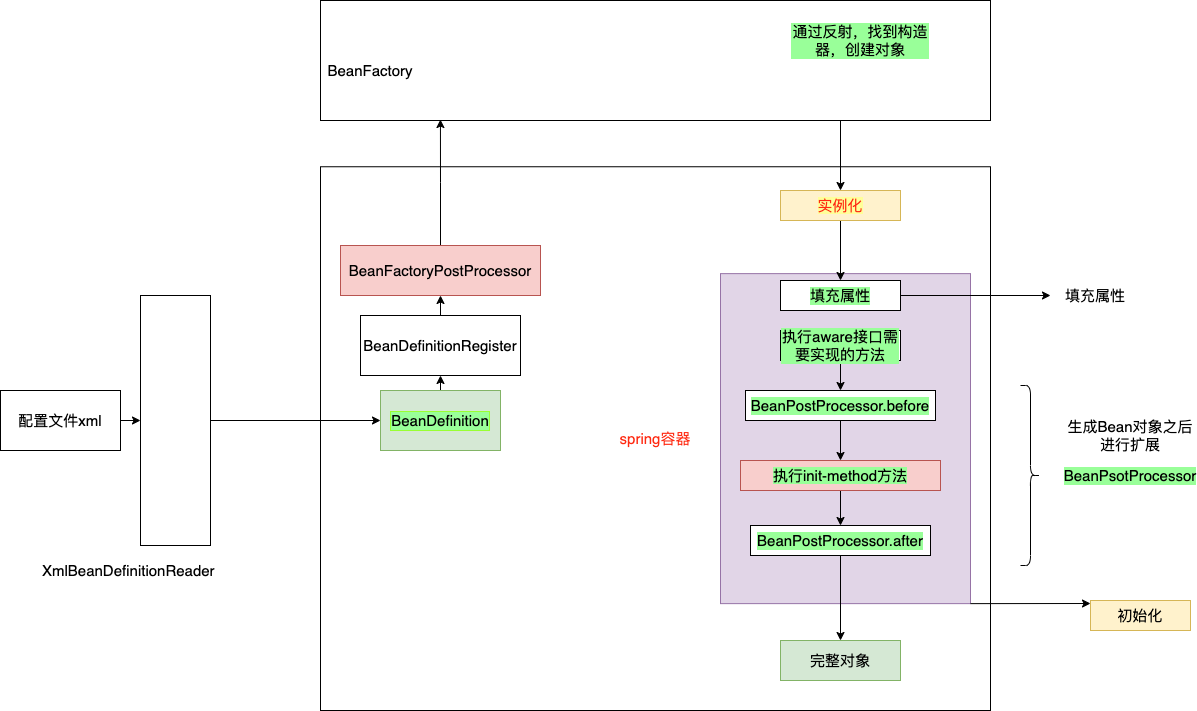 通过反射，找到构造
器，创建对象
BeanFactory
实例化
BeanFactoryPostProcessor
填充属性
填充属性
BeanDefinitionRegister
执行aware接口需
要实现的方法
配置文件xml
BeanDefinition
BeanPostProcessor.before
spring容器
生成Bean对象之后
进行扩展
执行init-method方法
BeanPsotProcessor
BeanPostProcessor.after
XmlBeanDefinitionReader
初始化
完整对象